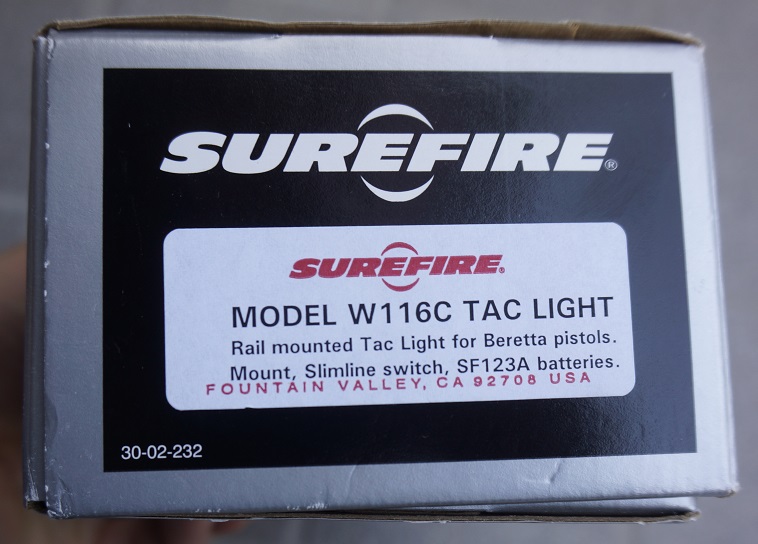 SUREFIRE®
SUREFIRE®
MODEL W116C TAC LIGHT
Rail mounted Tac Light for Beretta pistols.
Mount, Slimline switch, SF123A batteries.
FOUNTAIN VALLEY, CA 92708 USA
30-02-232